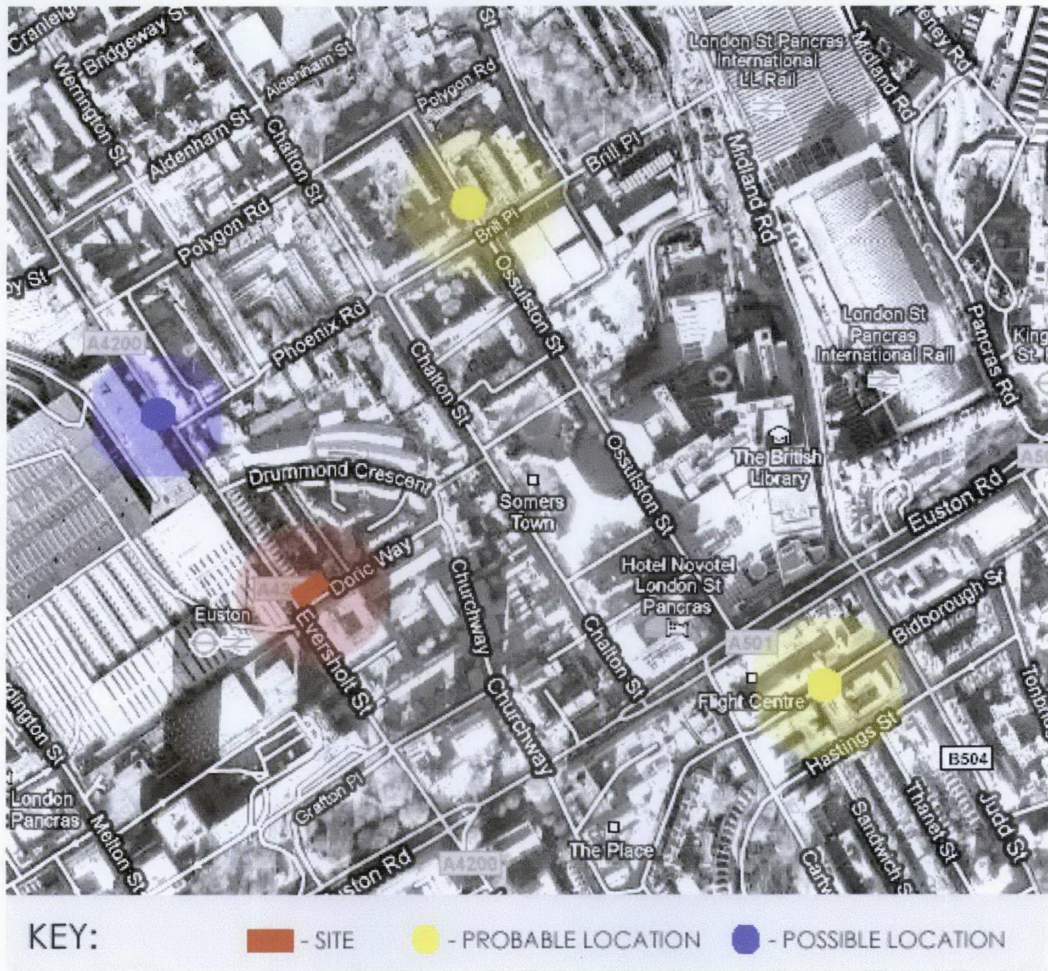 Bridgeway St
Werrington St
Aldenham St
Aldenham St
Chalton St
Polygon Rd
Polygon Rd
St
London St Pancras
International
LL Rail
Midland Rd
Midland Rd
Brill Pl
Brill Pl
Ossulston St
Phoenix Rd
A4200
Chalton St
London St
Pancras
International Rail
Pancras Rd
Drummond Crescent
Somers
Town
Ossulston St
The British
Library
Euston Rd
Doric Way
Euston
Eversholt St
Churchway
Hotel Novotel
London St
Pancras
Chalton St
A501
Bidborough St
Flight Centre
Hastings St
Churchway
B504
London
Pancras
Melton St
Grafton Pl
The Place
A4200
Sandwich S
Thanet St
Judd St
Cartw
KEY:
- SITE
- PROBABLE LOCATION
- POSSIBLE LOCATION